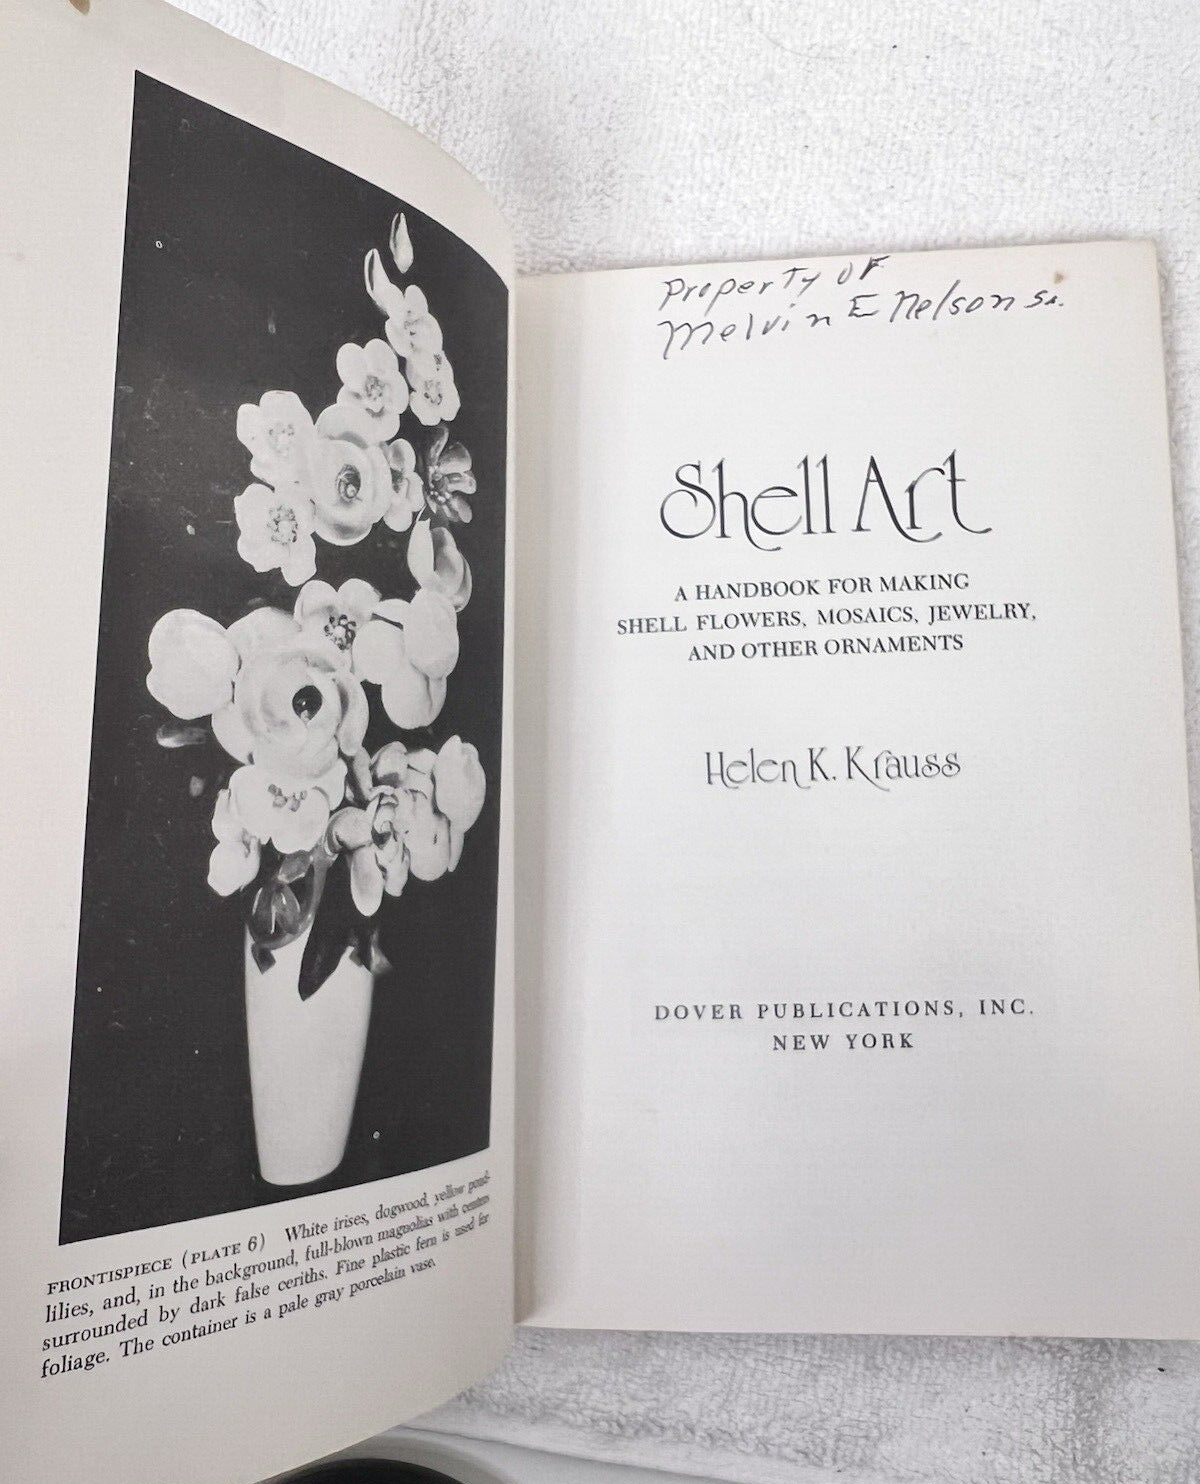 FRONTISPIECE (PLATE 6) White irises, dogwood, yellow pond-
lilies, and, in the background, full-blown magnolias with centers
surrounded by dark false ceriths. Fine plastic fern is used for
foliage. The container is a pale gray porcelain vase.
Property OF
Melvin E Nelson Sr.
Shell Art
A HANDBOOK FOR MAKING
SHELL FLOWERS, MOSAICS, JEWELRY,
AND OTHER ORNAMENTS
Helen K. Krauss
DOVER PUBLICATIONS, INC.
NEW YORK